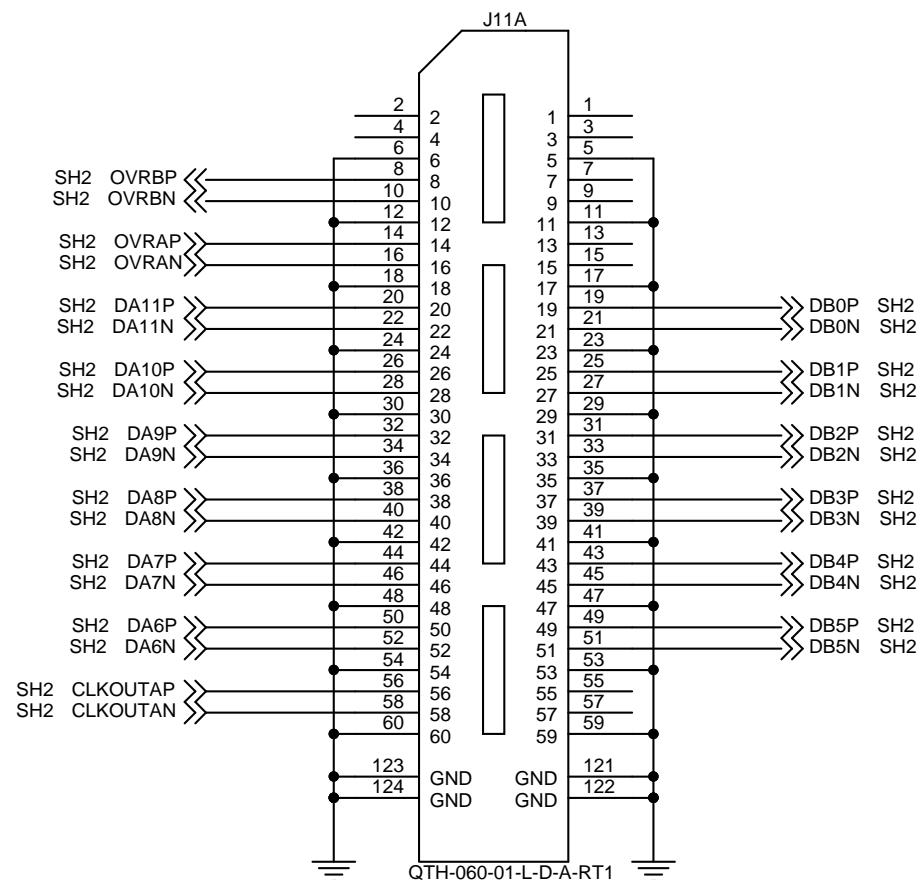 J11A
2 2 1 1
4 4 3 3
6 6 5 5
SH2 OVRBP 8 8 7 7
SH2 OVRBN 10 10 9 9
12 12 11 11
SH2 OVRAP 14 14 13 13
SH2 OVRAN 16 16 15 15
18 18 17 17
SH2 DA11P 20 20 19 19 DB0P SH2
SH2 DA11N 22 22 21 21 DB0N SH2
24 24 23 23
SH2 DA10P 26 26 25 25 DB1P SH2
SH2 DA10N 28 28 27 27 DB1N SH2
30 30 29 29
SH2 DA9P 32 32 31 31 DB2P SH2
SH2 DA9N 34 34 33 33 DB2N SH2
36 36 35 35
SH2 DA8P 38 38 37 37 DB3P SH2
SH2 DA8N 40 40 39 39 DB3N SH2
42 42 41 41
SH2 DA7P 44 44 43 43 DB4P SH2
SH2 DA7N 46 46 45 45 DB4N SH2
48 48 47 47
SH2 DA6P 50 50 49 49 DB5P SH2
SH2 DA6N 52 52 51 51 DB5N SH2
54 54 53 53
SH2 CLKOUTAP 56 56 55 55
SH2 CLKOUTAN 58 58 57 57
60 60 59 59
123 GND GND 121
124 GND GND 122
QTH-060-01-L-D-A-RT1